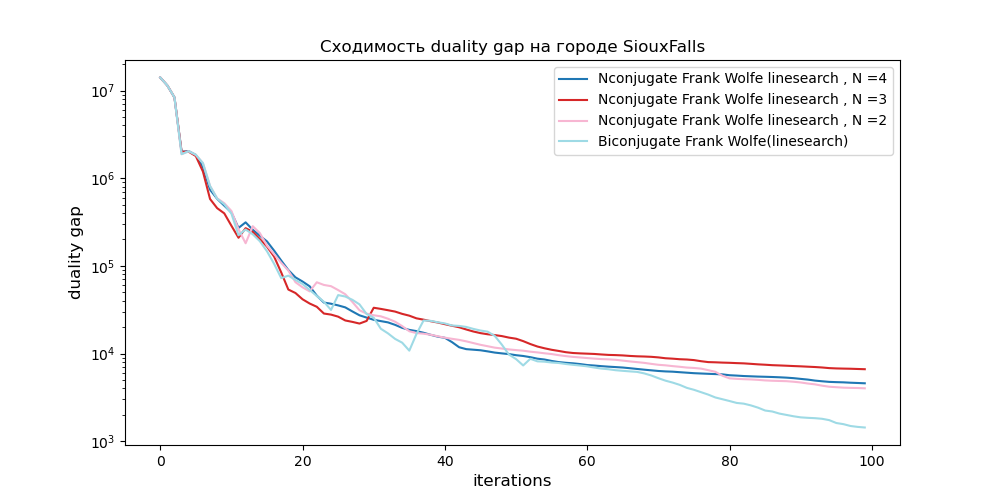 Сходимость duality gap на городе SiouxFalls
Nconjugate Frank Wolfe linesearch , N =4
Nconjugate Frank Wolfe linesearch , N =3
Nconjugate Frank Wolfe linesearch , N =2
Biconjugate Frank Wolfe(linesearch)
duality gap
10⁷
10⁶
10⁵
10⁴
10³
0 20 40 60 80 100
iterations